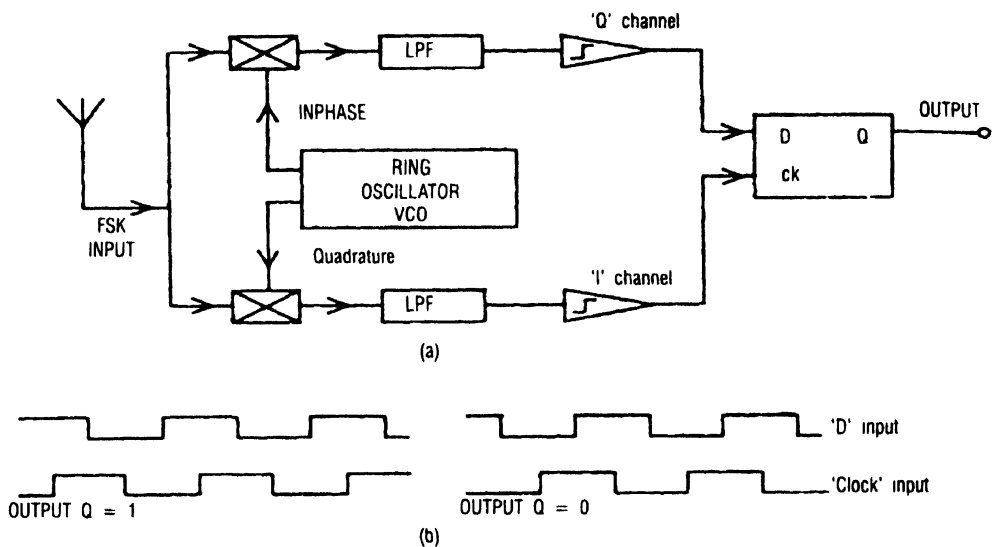 'Q' channel
LPF
INPHASE
OUTPUT
D Q
ck
RING
OSCILLATOR
VCO
FSK
INPUT
Quadrature
'I' channel
LPF
(a)
'D' input
'Clock' input
OUTPUT Q = 1
OUTPUT Q = 0
(b)